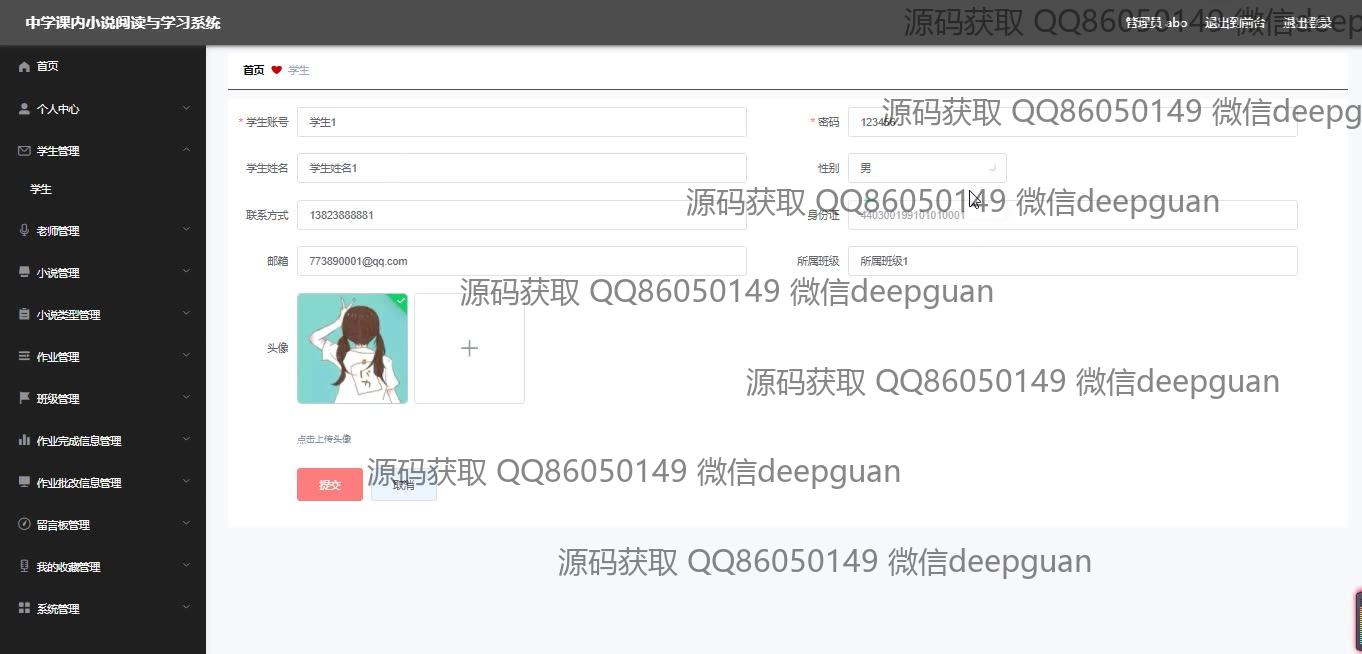 中学课内小说阅读与学习系统
源码获取 QQ86050149 微信deep
管理员 abo 退出到前台 退出登录
首页
个人中心
学生管理
学生
老师管理
小说管理
小说类型管理
作业管理
班级管理
作业完成信息管理
作业批改信息管理
留言板管理
我的收藏管理
系统管理
首页 学生
* 学生账号 学生1
* 密码 123456
源码获取 QQ86050149 微信deepg
学生姓名 学生姓名1
性别 男
源码获取 QQ86050149 微信deepguan
联系方式 13823888881
身份证 440300199101010001
邮箱 773890001@qq.com
所属班级 所属班级1
源码获取 QQ86050149 微信deepguan
头像
源码获取 QQ86050149 微信deepguan
点击上传头像
源码获取 QQ86050149 微信deepguan
提交 取消
源码获取 QQ86050149 微信deepguan